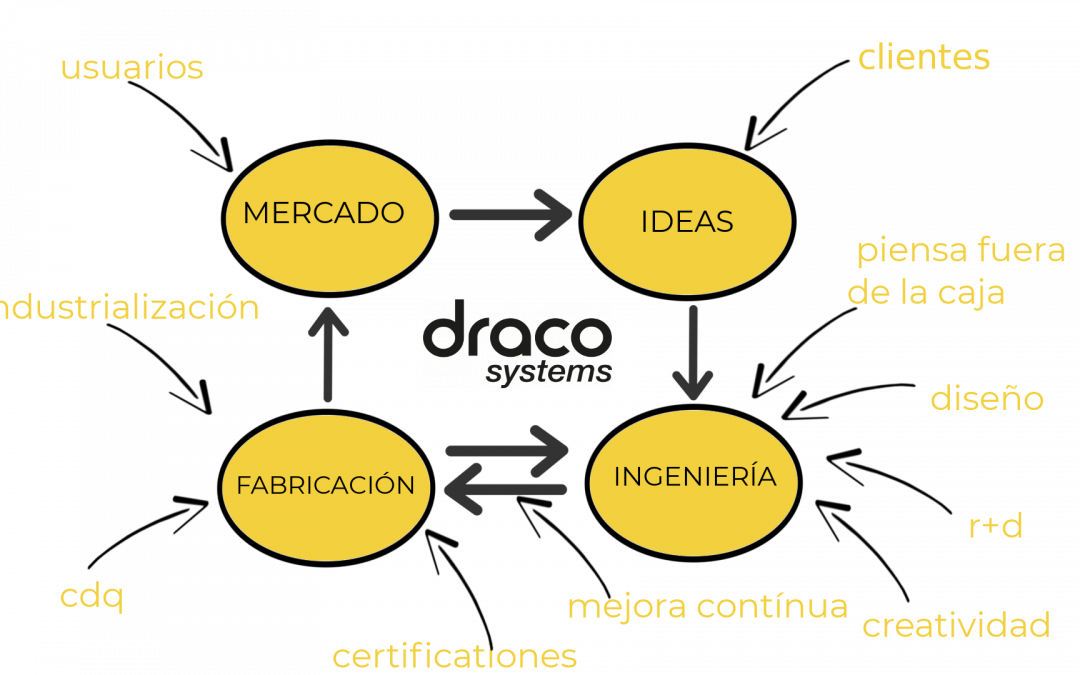 usuarios
clientes
MERCADO
IDEAS
piensa fuera
de la caja
ndustrialización
draco
systems
diseño
FABRICACIÓN
INGENIERÍA
r+d
cdq
mejora contínua
creatividad
certificationes